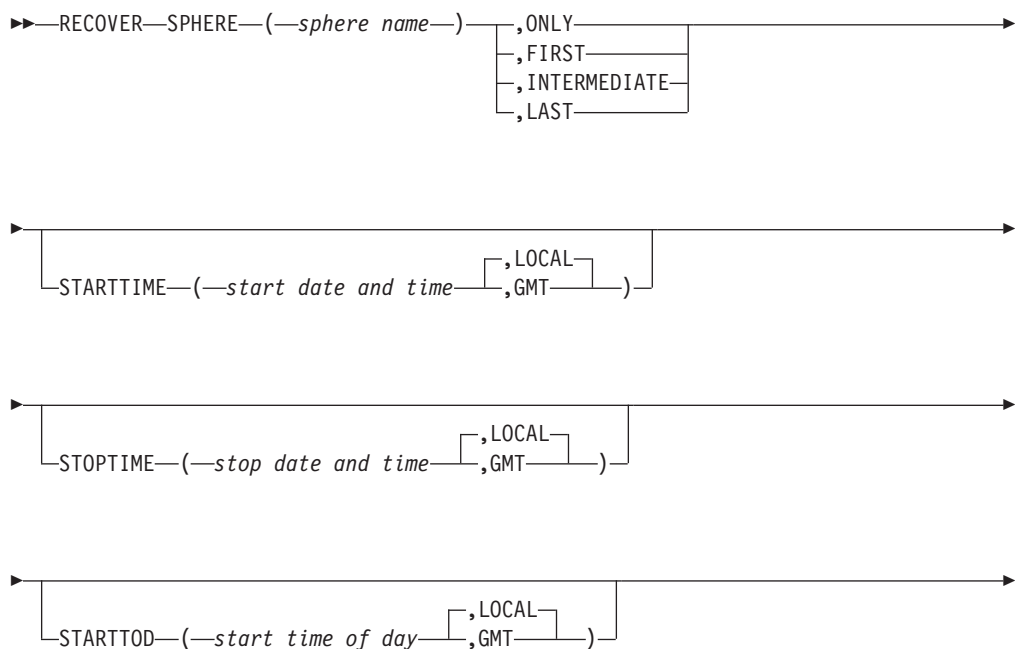 RECOVER SPHERE ( sphere name ) ,ONLY
,FIRST
,INTERMEDIATE
,LAST
,LOCAL
STARTTIME ( start date and time ,GMT )
,LOCAL
STOPTIME ( stop date and time ,GMT )
,LOCAL
STARTTOD ( start time of day ,GMT )